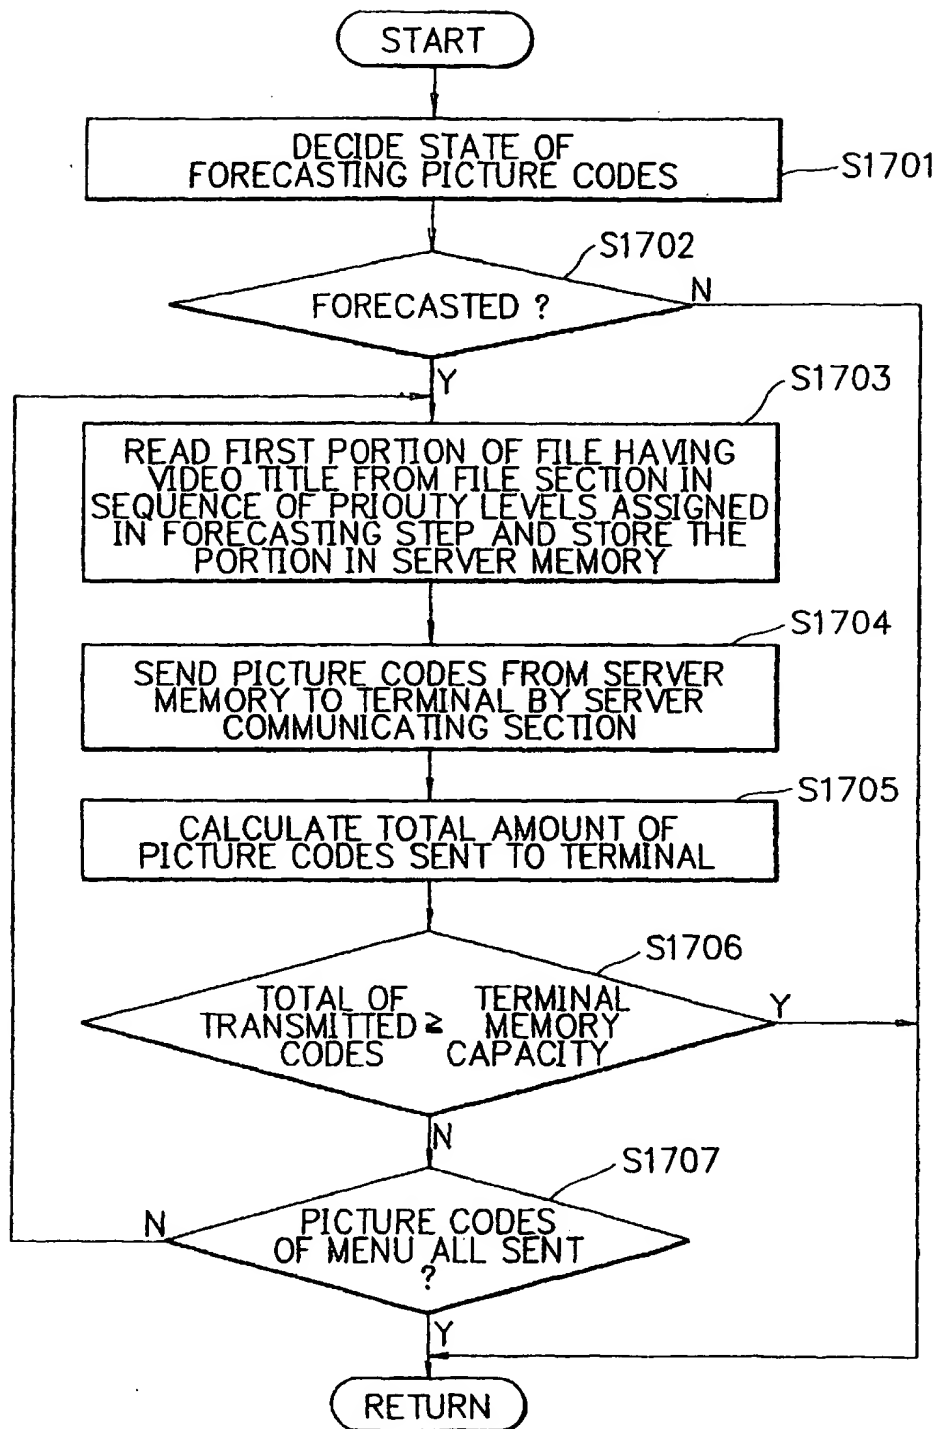 START
DECIDE STATE OF
FORECASTING PICTURE CODES
S1701
S1702
FORECASTED ?
N
Y
S1703
READ FIRST PORTION OF FILE HAVING
VIDEO TITLE FROM FILE SECTION IN
SEQUENCE OF PRIOUTY LEVELS ASSIGNED
IN FORECASTING STEP AND STORE THE
PORTION IN SERVER MEMORY
S1704
SEND PICTURE CODES FROM SERVER
MEMORY TO TERMINAL BY SERVER
COMMUNICATING SECTION
S1705
CALCULATE TOTAL AMOUNT OF
PICTURE CODES SENT TO TERMINAL
S1706
TOTAL OF TERMINAL
TRANSMITTED ≧ MEMORY
CODES CAPACITY
Y
N
S1707
N
PICTURE CODES
OF MENU ALL SENT
?
Y
RETURN